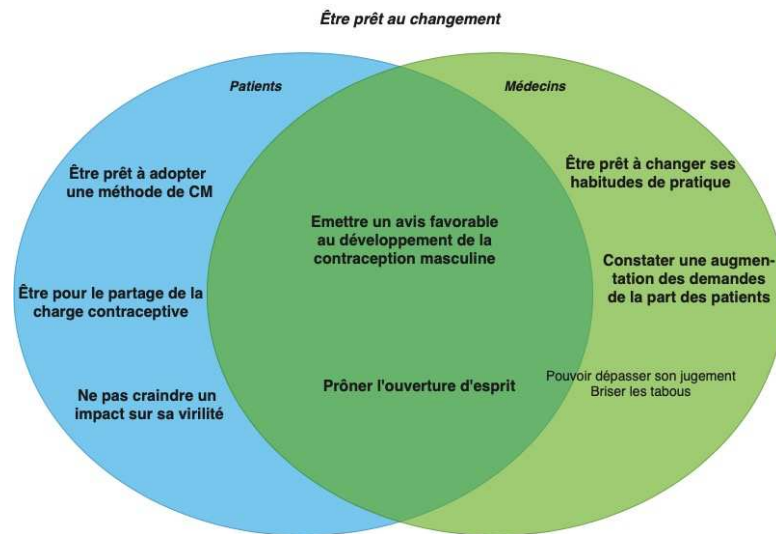 Être prêt au changement
Patients
Médecins
Être prêt à adopter
une méthode de CM
Être prêt à changer ses
habitudes de pratique
Emettre un avis favorable
au développement de la
contraception masculine
Constater une augmen-
tation des demandes
de la part des patients
Être pour le partage de la
charge contraceptive
Ne pas craindre un
impact sur sa virilité
Prôner l'ouverture d'esprit
Pouvoir dépasser son jugement
Briser les tabous